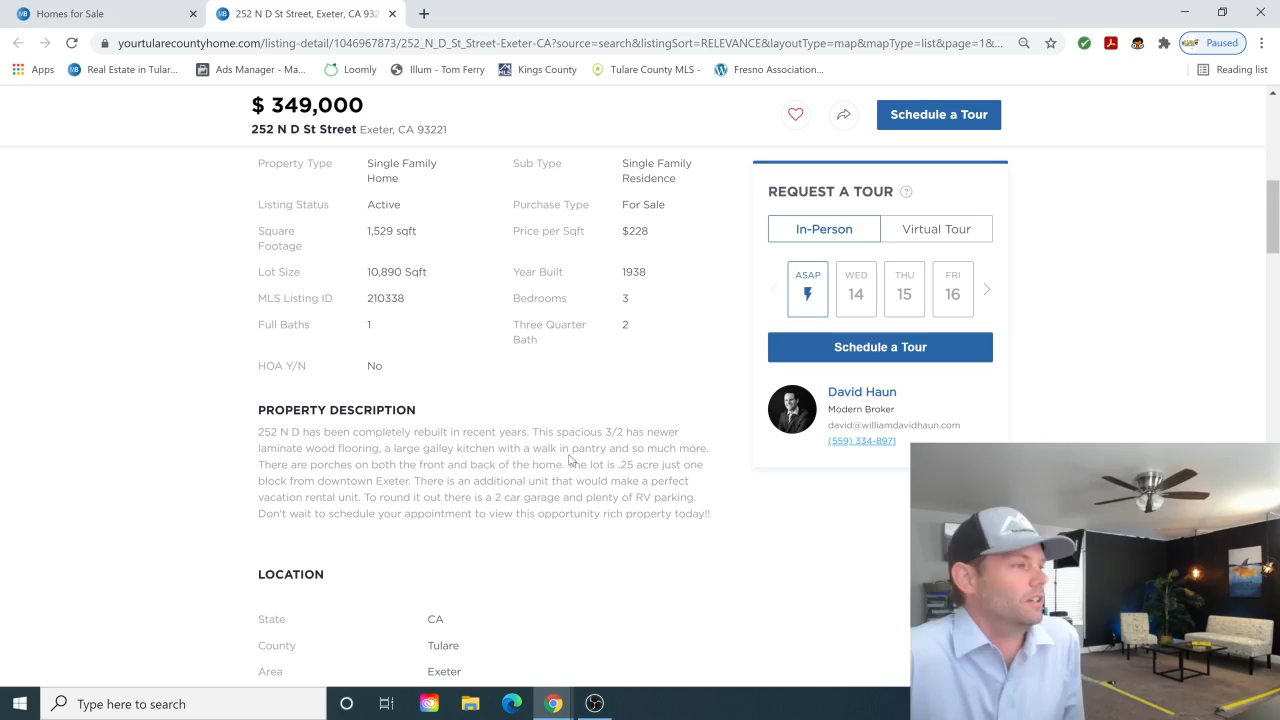 Homes for Sale
252 N D St Street, Exeter, CA 932
yourtularecountyhome.com/listing-detail/1046967873/252_N_D_St_Street-Exeter-CA?source=search&listingSort=RELEVANCE&layoutType=map&mapType=list&page=1&...
Paused
Apps
Real Estate in Tular...
Ads Manager - Ma...
Loomly
Illum - Tom Ferry
Kings County
Tulare County MLS -
Fresno Association...
Reading list
$ 349,000
252 N D St Street Exeter, CA 93221
Schedule a Tour
Property Type Single Family Home
Sub Type Single Family Residence
Listing Status Active
Purchase Type For Sale
Square Footage 1,529 sqft
Price per Sqft $228
Lot Size 10,890 Sqft
Year Built 1938
MLS Listing ID 210338
Bedrooms 3
Full Baths 1
Three Quarter Bath 2
HOA Y/N No
PROPERTY DESCRIPTION
252 N D has been completely rebuilt in recent years. This spacious 3/2 has newer
laminate wood flooring, a large galley kitchen with a walk in pantry and so much more.
There are porches on both the front and back of the home. The lot is .25 acre just one
block from downtown Exeter. There is an additional unit that would make a perfect
vacation rental unit. To round it out there is a 2 car garage and plenty of RV parking.
Don't wait to schedule your appointment to view this opportunity rich property today!!
LOCATION
State CA
County Tulare
Area Exeter
REQUEST A TOUR ?
In-Person
Virtual Tour
ASAP
WED 14
THU 15
FRI 16
Schedule a Tour
David Haun
Modern Broker
david@williamdavidhaun.com
(559) 334-8971
Type here to search